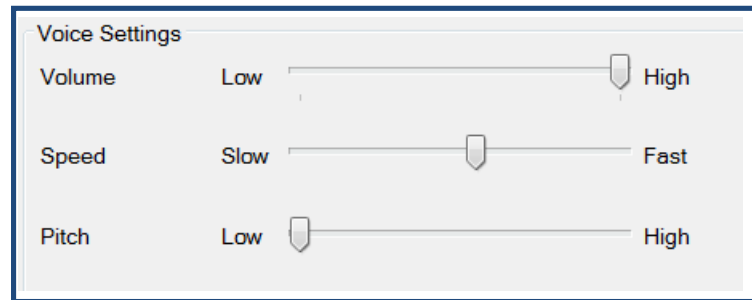 Voice Settings
Volume Low High
Speed Slow Fast
Pitch Low High